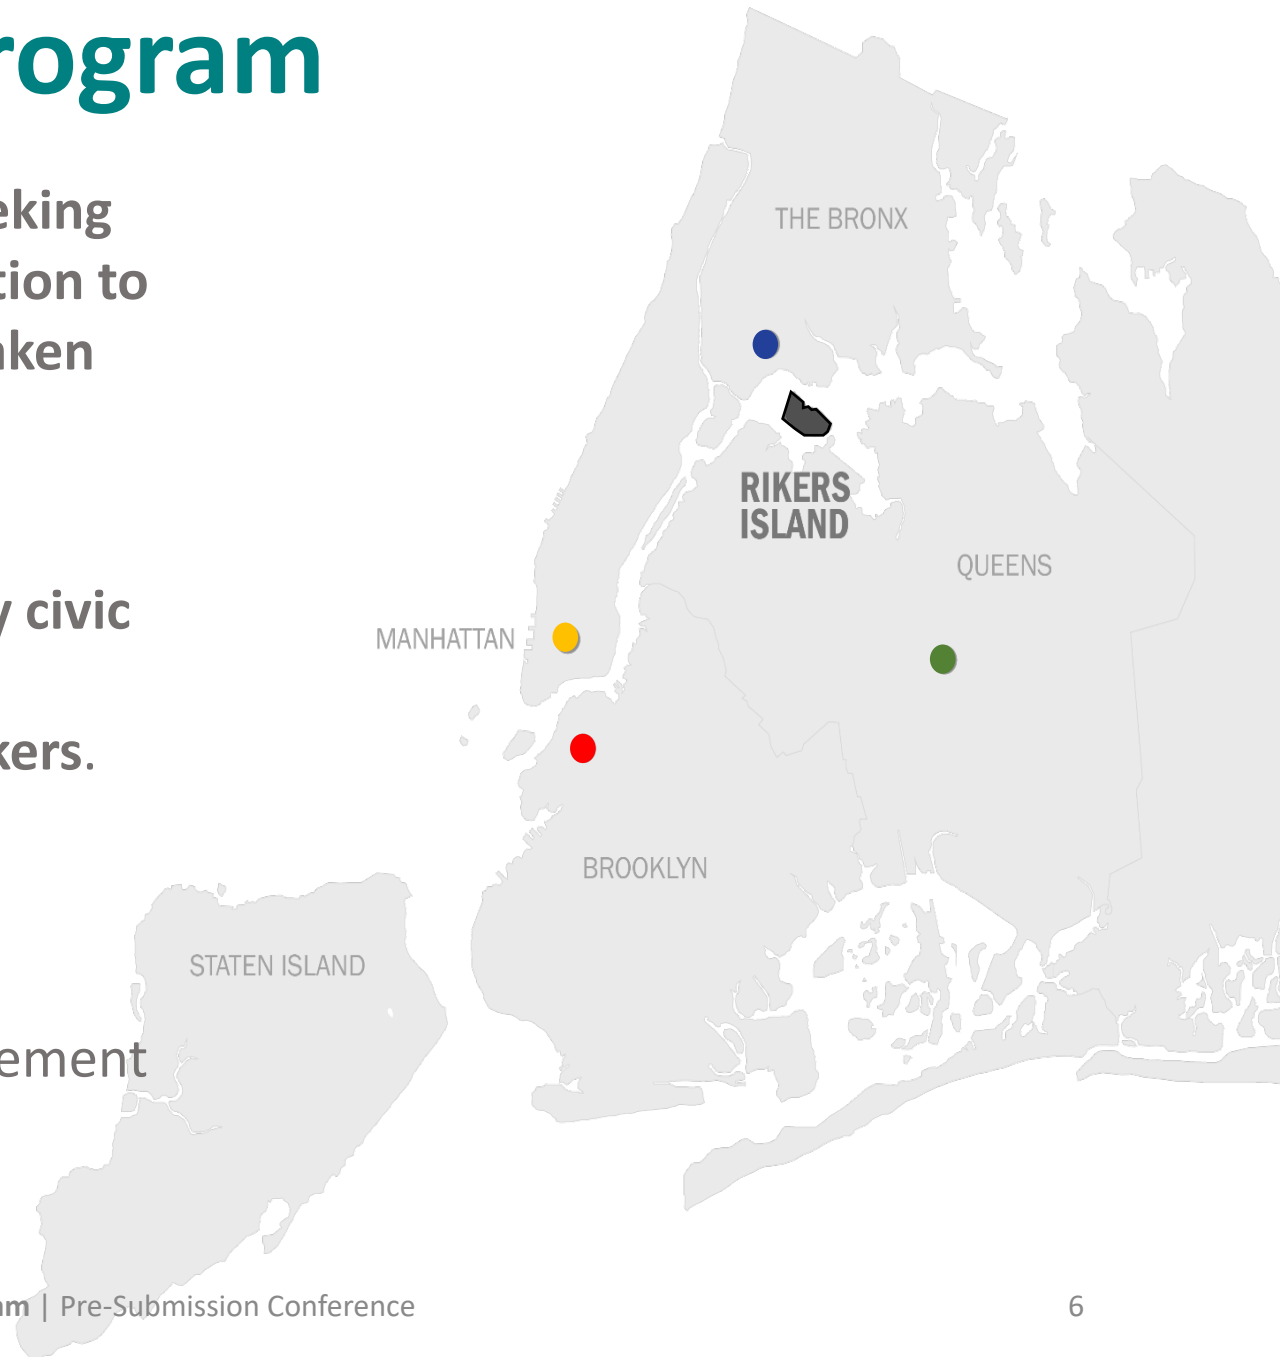 rogram
eking
tion to
aken
y civic
kers.
ement
THE BRONX
RIKERS
ISLAND
QUEENS
MANHATTAN
BROOKLYN
STATEN ISLAND
am | Pre-Submission Conference
6